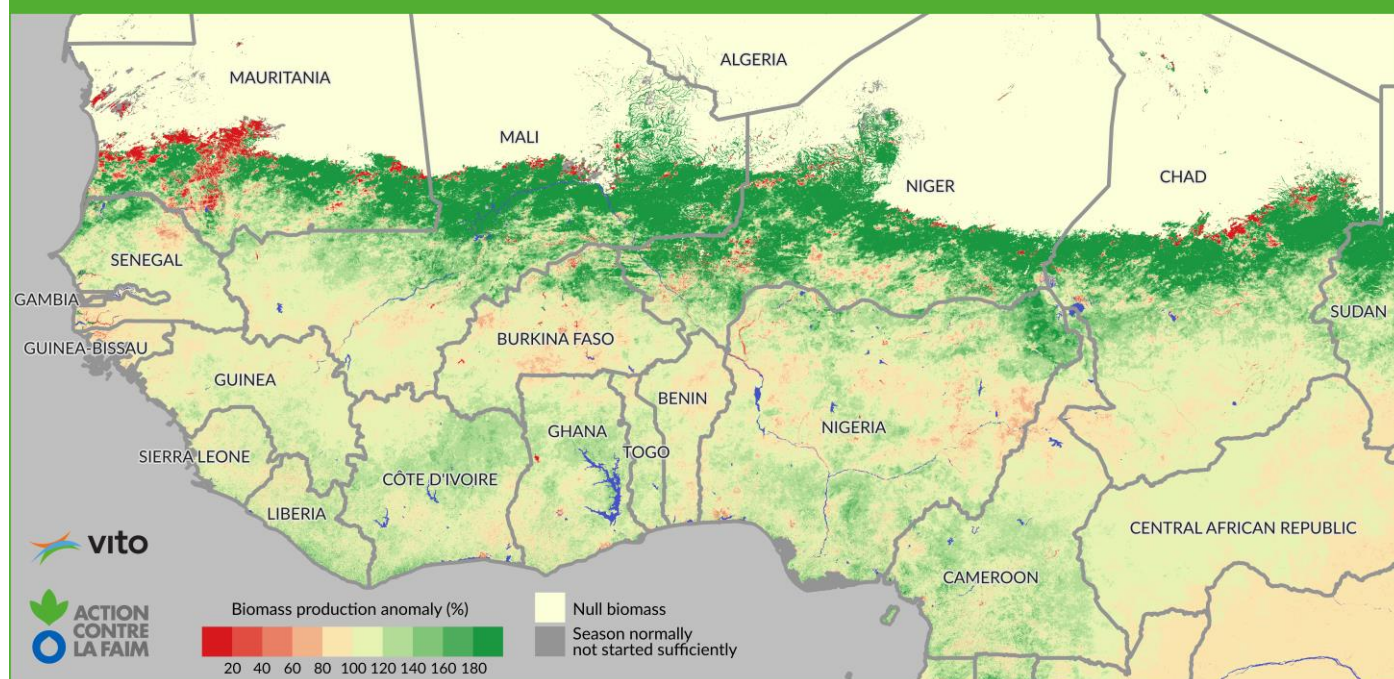 ALGERIA
MAURITANIA
MALI
NIGER
CHAD
SENEGAL
GAMBIA
SUDAN
GUINEA-BISSAU
BURKINA FASO
GUINEA
BENIN
GHANA
NIGERIA
TOGO
SIERRA LEONE
CÔTE D'IVOIRE
LIBERIA
CENTRAL AFRICAN REPUBLIC
CAMEROON
vito
ACTION
CONTRE
LA FAIM
Biomass production anomaly (%)
20 40 60 80 100 120 140 160 180
Null biomass
Season normally
not started sufficiently